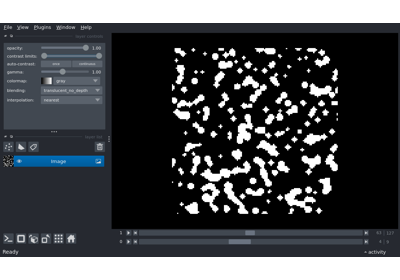 File View Plugins Window Help
opacity: 1.00
contrast limits:
auto-contrast: once continuous
gamma: 1.00
colormap: gray
blending: translucent_no_depth
interpolation: nearest
Image
1
0
Ready
activity